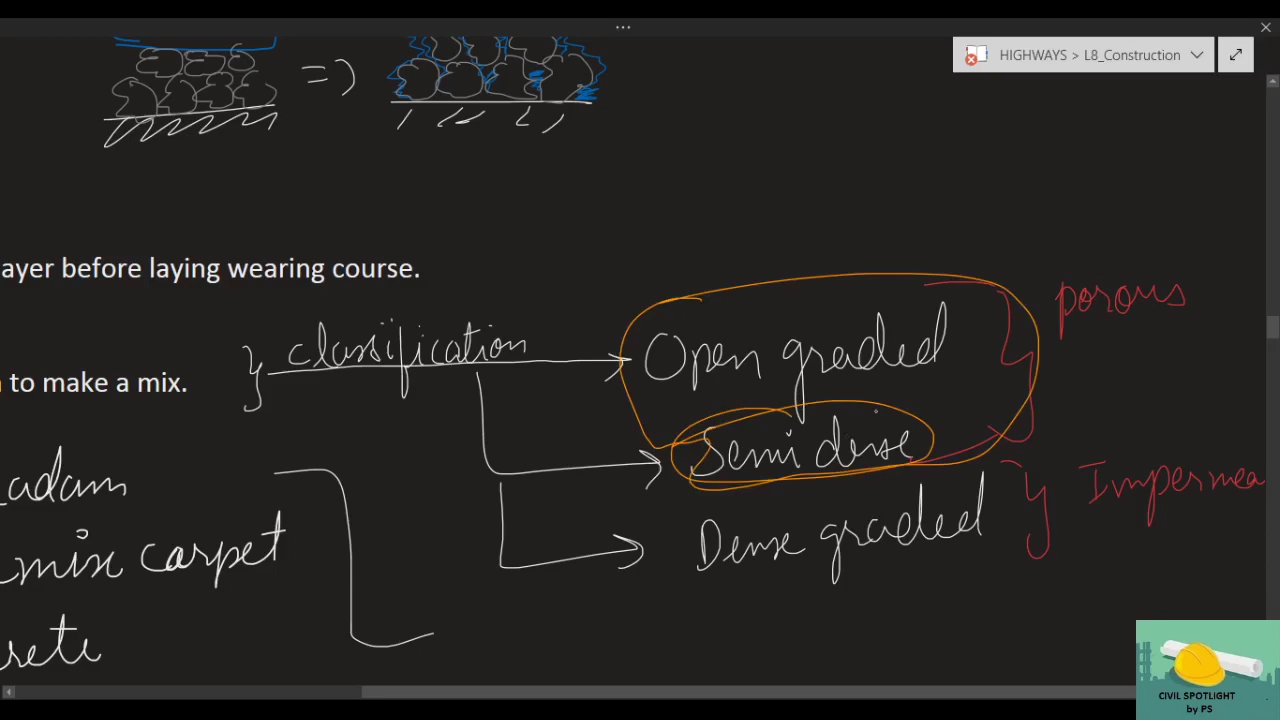 HIGHWAYS > L8_Construction
ayer before laying wearing course.
porous
classification
Open graded
to make a mix.
Semi dense
adam
Impermea
Dense graded
mix carpet
rete
CIVIL SPOTLIGHT
by PS